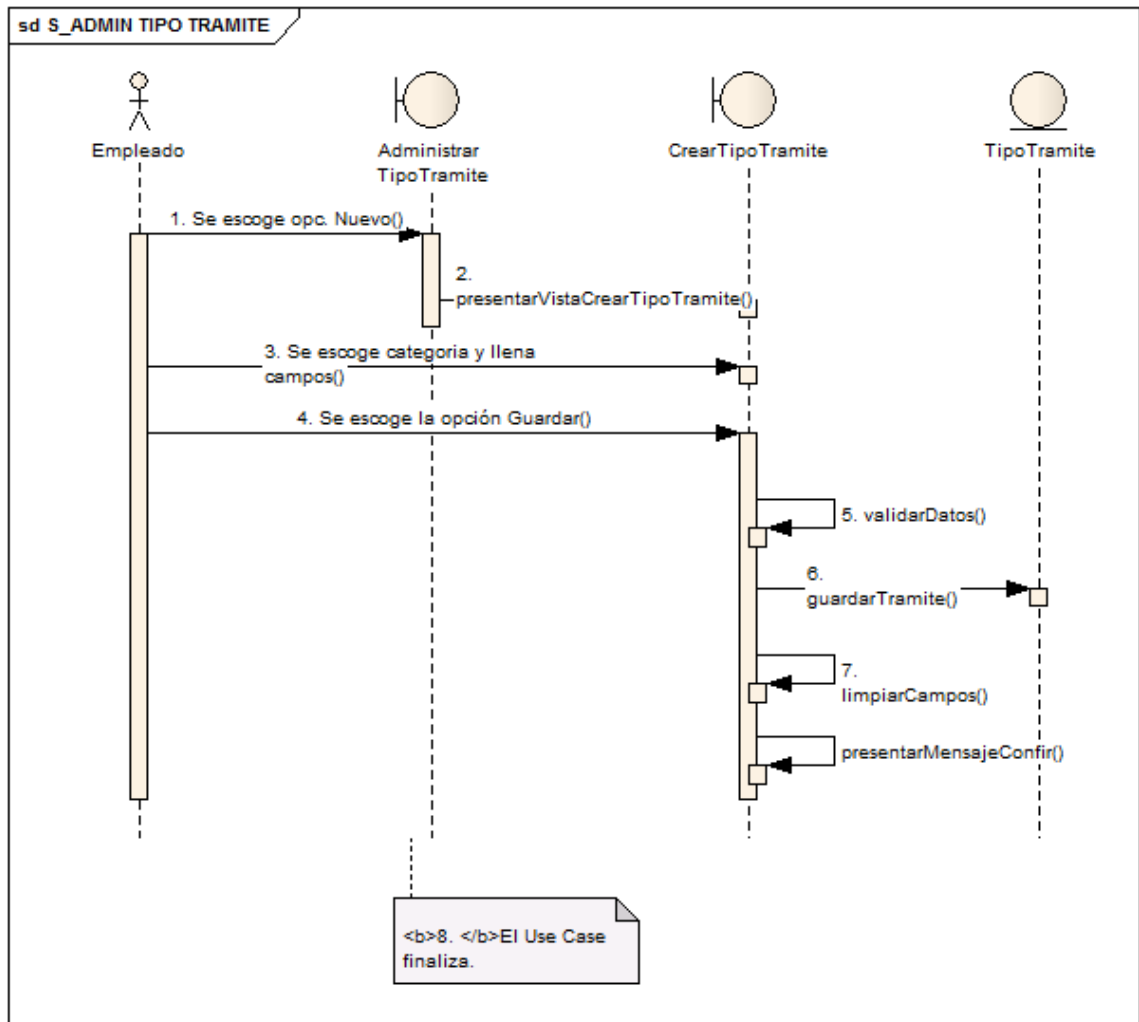 sd S_ADMIN TIPO TRAMITE
Empleado
Administrar
TipoTramite
CrearTipoTramite
TipoTramite
1. Se escoge opc. Nuevo()
2.
presentarVistaCrearTipoTramite()
3. Se escoge categoria y llena
campos()
4. Se escoge la opción Guardar()
5. validarDatos()
6.
guardarTramite()
7.
limpiarCampos()
presentarMensajeConfir()
<b>8. </b>El Use Case
finaliza.